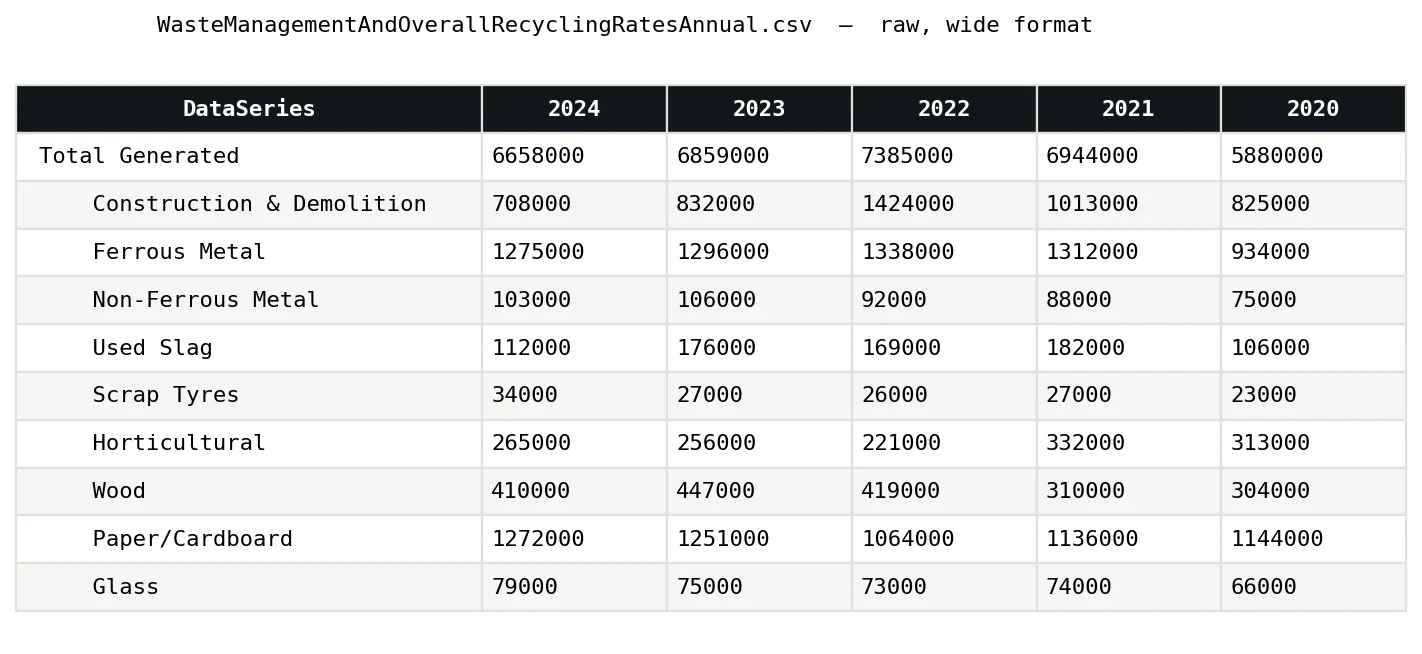 WasteManagementAndOverallRecyclingRatesAnnual.csv — raw, wide format
DataSeries 2024 2023 2022 2021 2020
Total Generated 6658000 6859000 7385000 6944000 5880000
Construction & Demolition 708000 832000 1424000 1013000 825000
Ferrous Metal 1275000 1296000 1338000 1312000 934000
Non-Ferrous Metal 103000 106000 92000 88000 75000
Used Slag 112000 176000 169000 182000 106000
Scrap Tyres 34000 27000 26000 27000 23000
Horticultural 265000 256000 221000 332000 313000
Wood 410000 447000 419000 310000 304000
Paper/Cardboard 1272000 1251000 1064000 1136000 1144000
Glass 79000 75000 73000 74000 66000